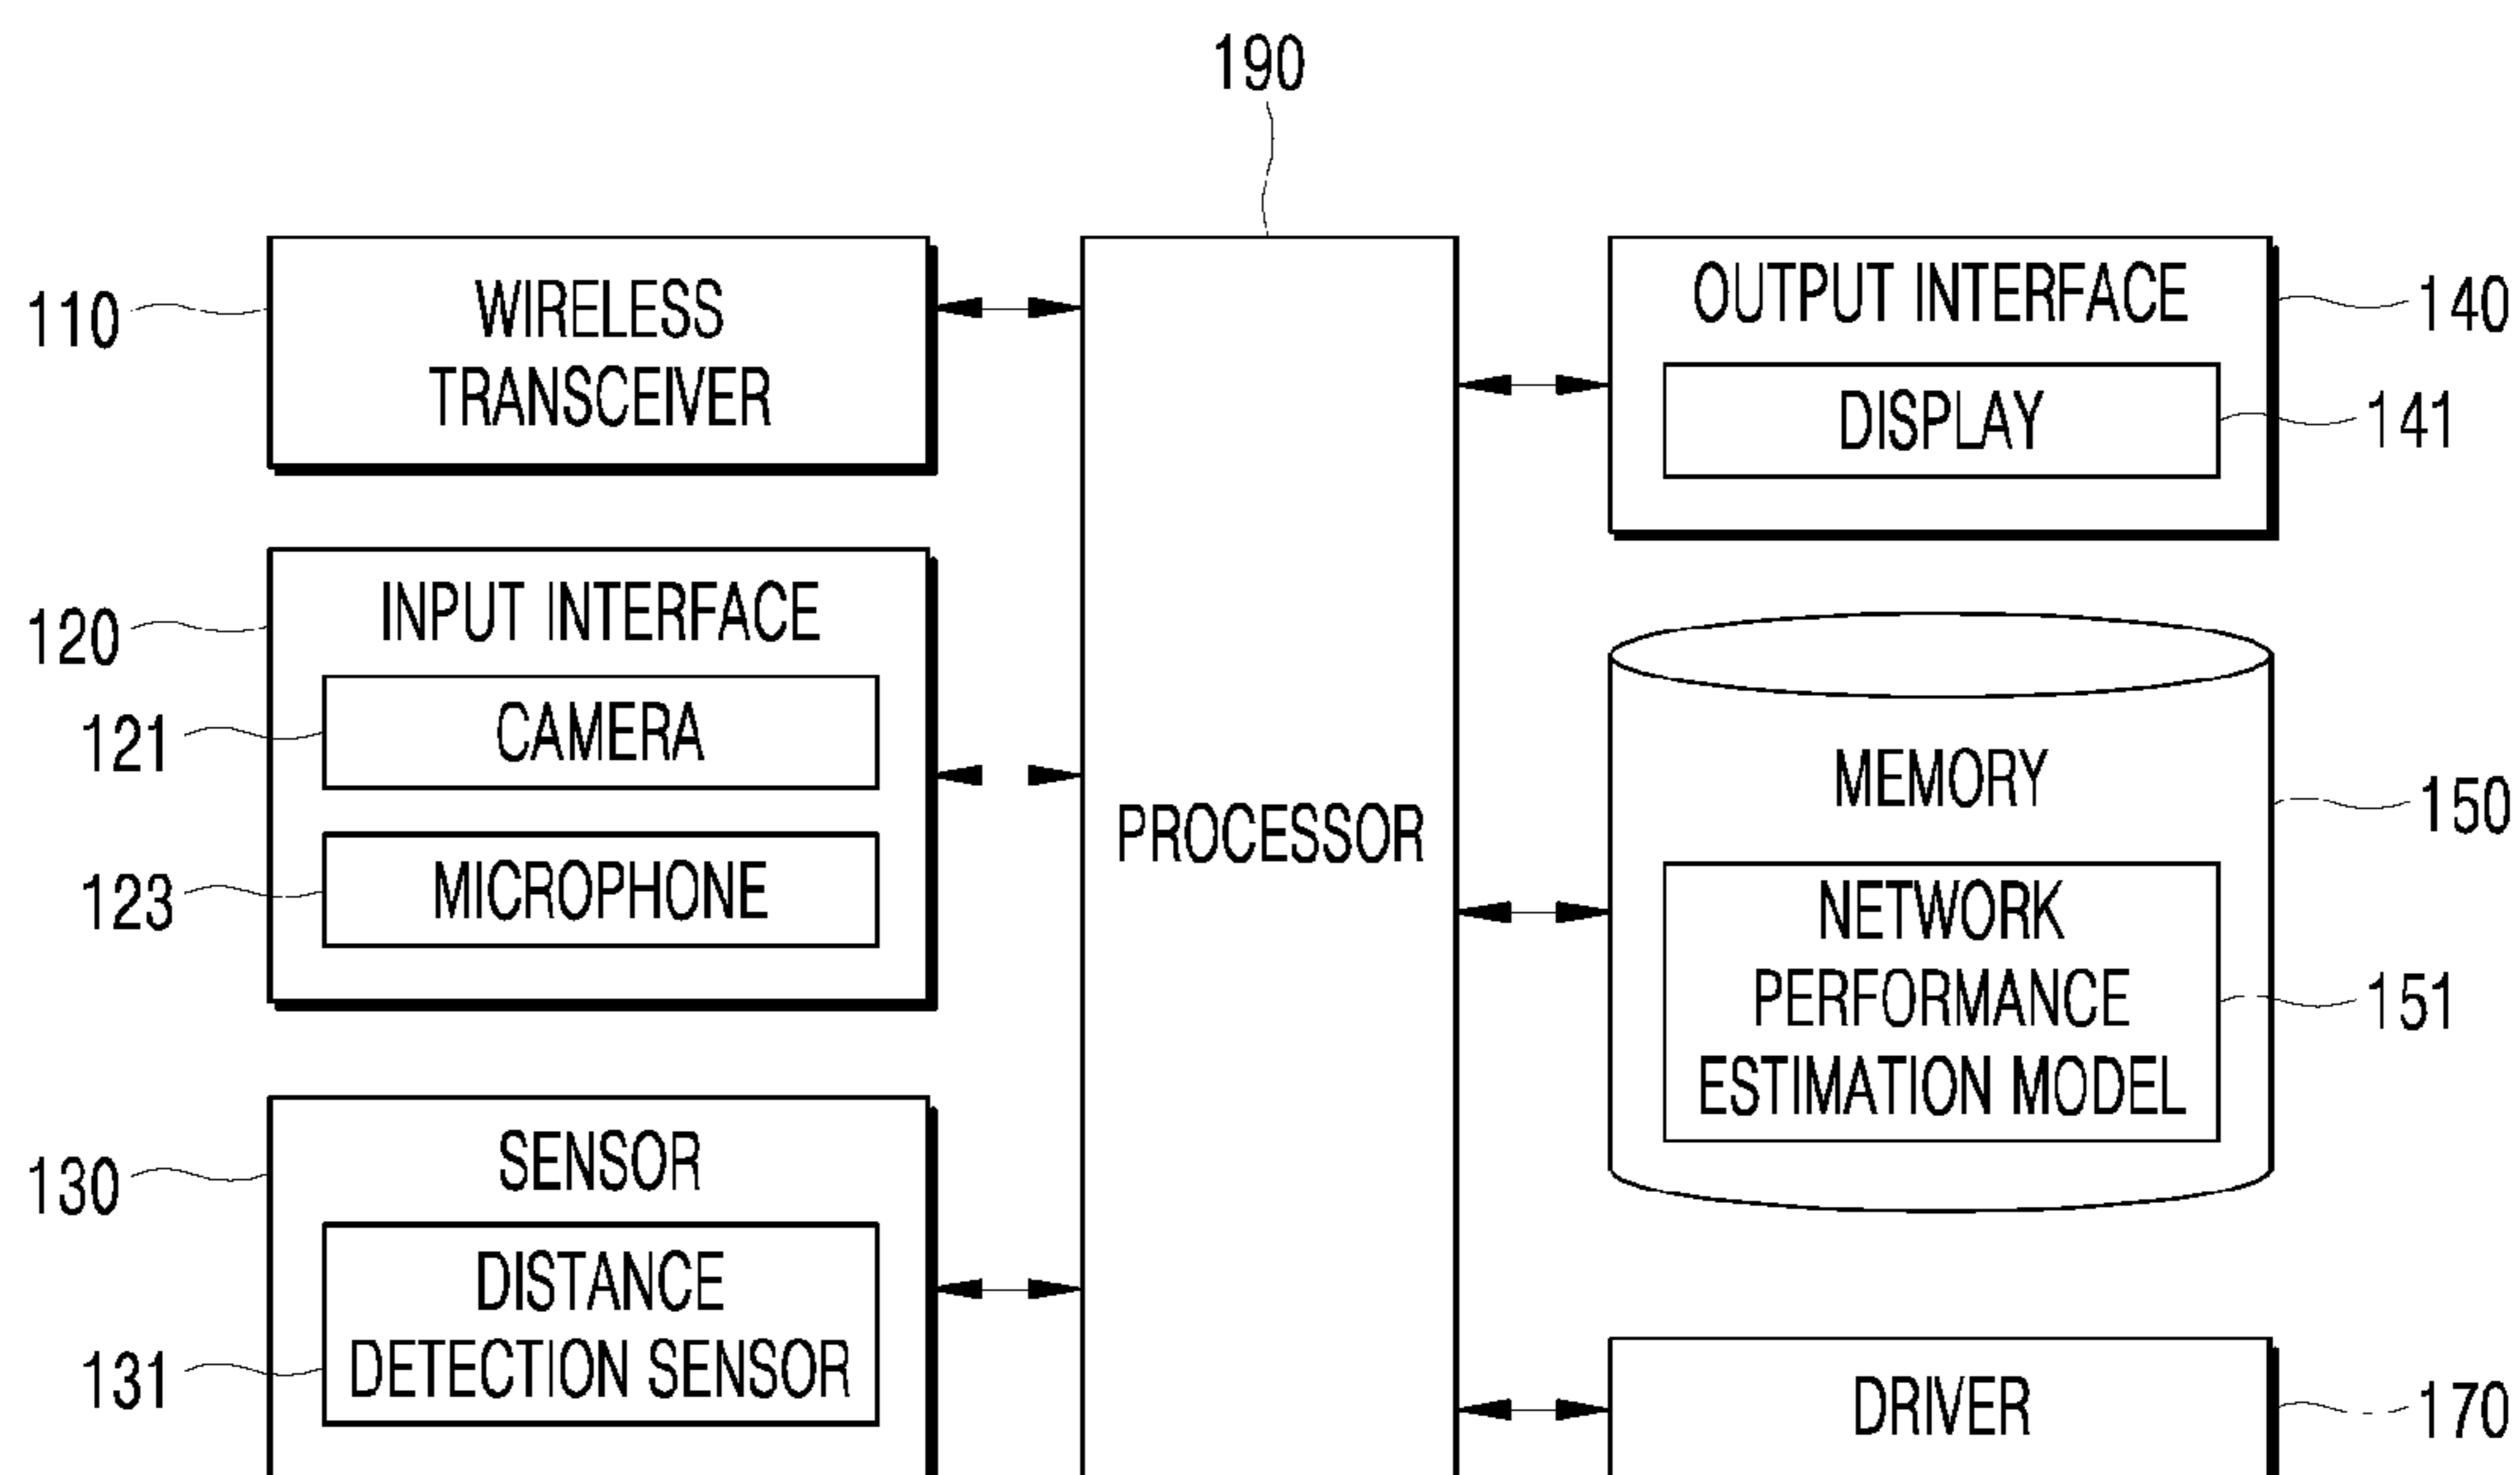 190
110
WIRELESS
TRANSCEIVER
120
INPUT INTERFACE
121
CAMERA
123
MICROPHONE
130
SENSOR
131
DISTANCE
DETECTION SENSOR
PROCESSOR
OUTPUT INTERFACE
140
DISPLAY
141
MEMORY
150
NETWORK
PERFORMANCE
ESTIMATION MODEL
151
DRIVER
170